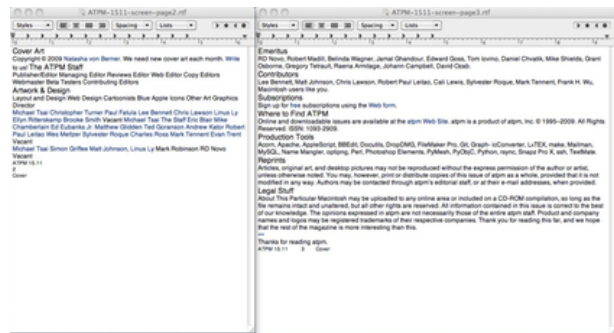 ATPM-1511-screen-page2.rtf
Styles Spacing Lists
Cover Art
Copyright © 2009 Natasha von Berner. We need new cover art each month. Write
to us! The ATPM Staff
Publisher/Editor Managing Editor Reviews Editor Web Editor Copy Editors
Webmaster Beta Testers Contributing Editors
Artwork & Design
Layout and Design Web Design Cartoonists Blue Apple Icons Other Art Graphics
Director
Michael Tsai Christopher Turner Paul Fatula Lee Bennett Chris Lawson Linus Ly
Ellyn Ritterskamp Brooke Smith Vacant Michael Tsai The Staff Eric Blair Mike
Chamberlain Ed Eubanks Jr. Matthew Glidden Ted Goranson Andrew Kator Robert
Paul Leitao Wes Meltzer Sylvester Roque Charles Ross Mark Tennent Evan Trent
Vacant
Michael Tsai Simon Griffee Matt Johnson, Linus Ly Mark Robinson RD Novo
Vacant
ATPM 15.11
2
Cover
ATPM-1511-screen-page3.rtf
Styles Spacing Lists
Emeritus
RD Novo, Robert Madill, Belinda Wagner, Jamal Ghandour, Edward Goss, Tom Iovino, Daniel Chvatik, Mike Shields, Grant
Osborne, Gregory Tetrault, Raena Armitage, Johann Campbell, David Ozab.
Contributors
Lee Bennett, Matt Johnson, Chris Lawson, Robert Paul Leitao, Cali Lewis, Sylvester Roque, Mark Tennent, Frank H. Wu,
Macintosh users like you.
Subscriptions
Sign up for free subscriptions using the Web form.
Where to Find ATPM
Online and downloadable issues are available at the atpm Web Site. atpm is a product of atpm, Inc. © 1995–2009. All Rights
Reserved. ISSN: 1093-2909.
Production Tools
Acorn, Apache, AppleScript, BBEdit, Docutils, DropDMG, FileMaker Pro, Git, Graphic­Converter, LaTEX, make, Mailman,
MySQL, Name Mangler, optipng, Perl, Photoshop Elements, PyMesh, PyObjC, Python, rsync, Snapz Pro X, ssh, TextMate.
Reprints
Articles, original art, and desktop pictures may not be reproduced without the express permission of the author or artist,
unless otherwise noted. You may, however, print or distribute copies of this issue of atpm as a whole, provided that it is not
modified in any way. Authors may be contacted through atpm's editorial staff, or at their e-mail addresses, when provided.
Legal Stuff
About This Particular Macintosh may be uploaded to any online area or included on a CD-ROM compilation, so long as the
file remains intact and unaltered, but all other rights are reserved. All information contained in this issue is correct to the best
of our knowledge. The opinions expressed in atpm are not necessarily those of the entire atpm staff. Product and company
names and logos may be registered trademarks of their respective companies. Thank you for reading this far, and we hope
that the rest of the magazine is more interesting than this.
—
Thanks for reading atpm.
ATPM 15.11 3 Cover